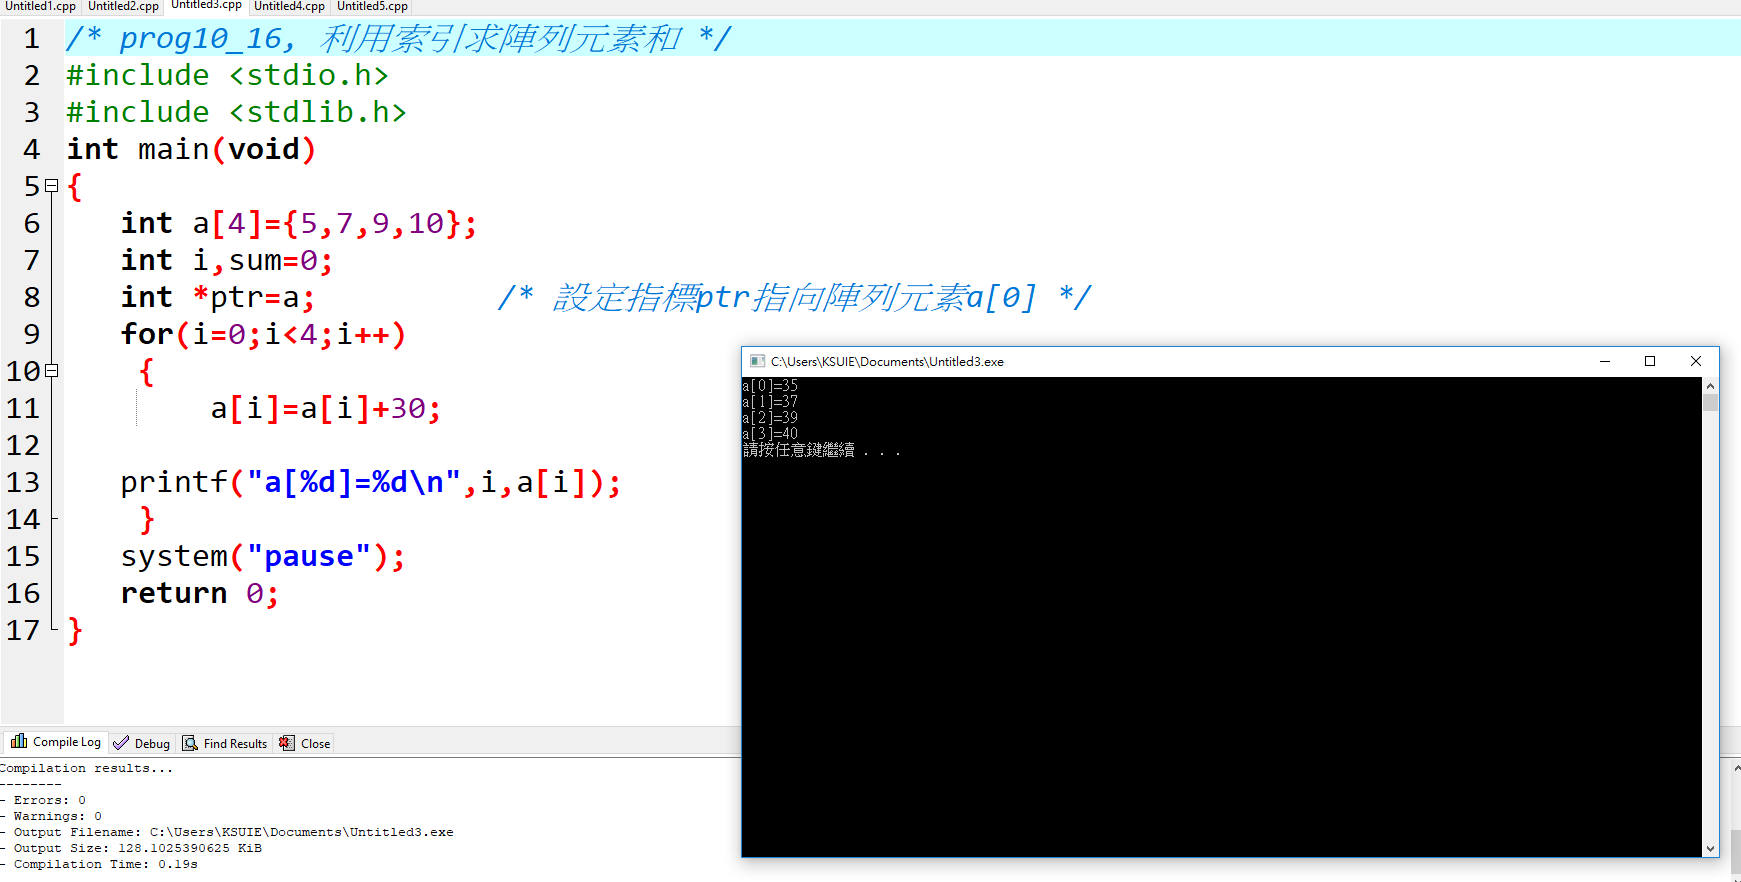 Untitled1.cpp Untitled2.cpp Untitled3.cpp Untitled4.cpp Untitled5.cpp
1 /* prog10_16, 利用索引求陣列元素和 */
2 #include <stdio.h>
3 #include <stdlib.h>
4 int main(void)
5 {
6 int a[4]={5,7,9,10};
7 int i,sum=0;
8 int *ptr=a; /* 設定指標ptr指向陣列元素a[0] */
9 for(i=0;i<4;i++)
10 {
11 a[i]=a[i]+30;
12
13 printf("a[%d]=%d\n",i,a[i]);
14 }
15 system("pause");
16 return 0;
17 }
C:\Users\KSUIE\Documents\Untitled3.exe
a[0]=35
a[1]=37
a[2]=39
a[3]=40
請按任意鍵繼續 . . .
Compile Log Debug Find Results Close
Compilation results...
--------
- Errors: 0
- Warnings: 0
- Output Filename: C:\Users\KSUIE\Documents\Untitled3.exe
- Output Size: 128.1025390625 KiB
- Compilation Time: 0.19s